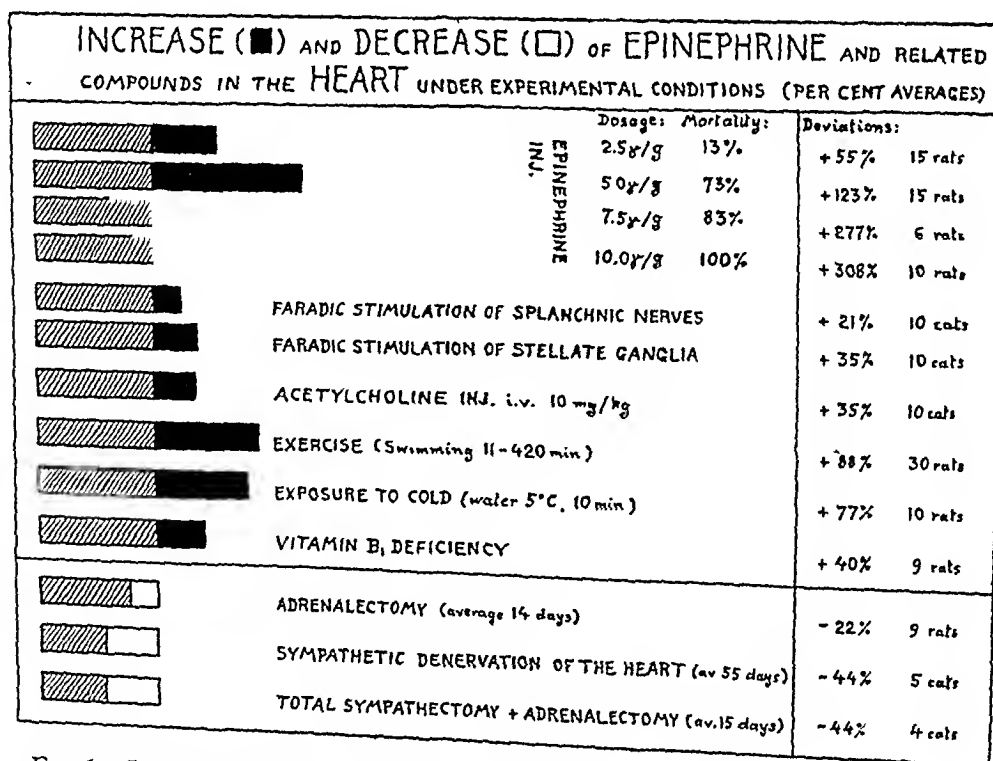 INCREASE (■) AND DECREASE (□) OF EPINEPHRINE AND RELATED
COMPOUNDS IN THE HEART UNDER EXPERIMENTAL CONDITIONS (PER CENT AVERAGES)
EPINEPHRINE
INJ.
Dosage: Mortality: Deviations:
2.5γ/g 13% +55% 15 rats
50γ/g 73% +123% 15 rats
7.5γ/g 83% +277% 6 rats
10.0γ/g 100% +308% 10 rats
FARADIC STIMULATION OF SPLANCHNIC NERVES + 21% 10 cats
FARADIC STIMULATION OF STELLATE GANGLIA + 35% 10 cats
ACETYLCHOLINE INJ. i.v. 10 mg/kg + 35% 10 cats
EXERCISE (Swimming 11-420 min) + 88% 30 rats
EXPOSURE TO COLD (water 5°C, 10 min) + 77% 10 rats
VITAMIN B₁ DEFICIENCY + 40% 9 rats
ADRENALECTOMY (average 14 days) - 22% 9 rats
SYMPATHETIC DENERVATION OF THE HEART (av 55 days) -44% 5 cats
TOTAL SYMPATHECTOMY + ADRENALECTOMY (av. 15 days) -44% 4 cats